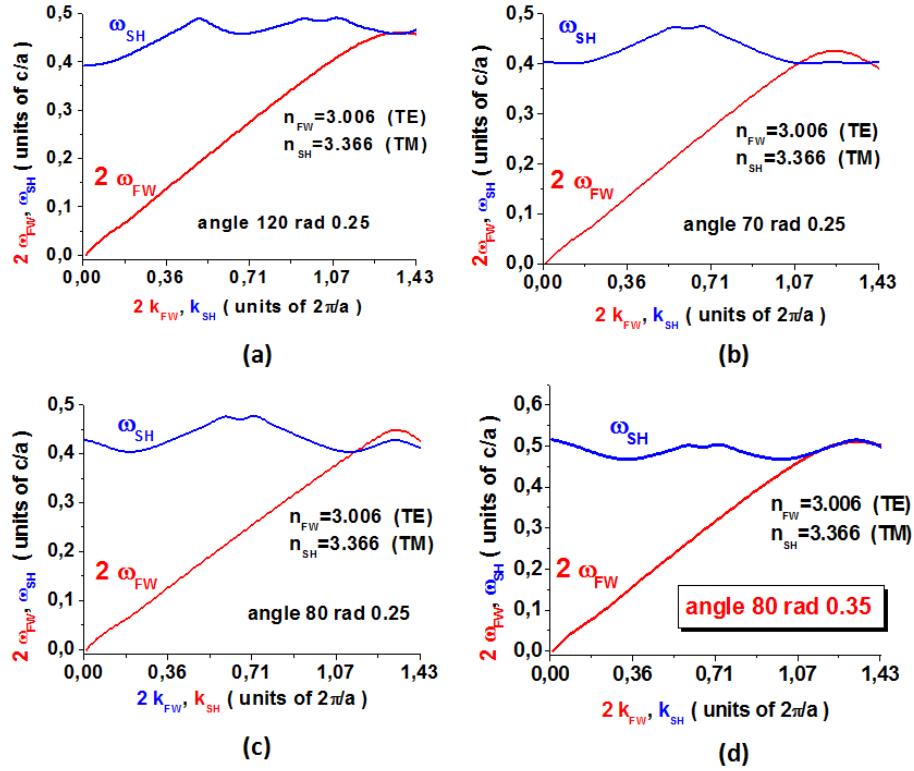 2 ω_FW, ω_SH ( units of c/a )
0,5
0,4
0,3
0,2
0,1
0,0
ω_SH
n_FW=3.006 (TE)
n_SH=3.366 (TM)
2 ω_FW
angle 120 rad 0.25
0,00 0,36 0,71 1,07 1,43
2 k_FW, k_SH ( units of 2π/a )
(a)
2ω_FW, ω_SH ( units of c/a )
0,5
0,4
0,3
0,2
0,1
0,0
ω_SH
n_FW=3.006 (TE)
n_SH=3.366 (TM)
2 ω_FW
angle 70 rad 0.25
0,00 0,36 0,71 1,07 1,43
2 k_FW, k_SH ( units of 2π/a )
(b)
2 ω_FW, ω_SH ( units of c/a )
0,5
0,4
0,3
0,2
0,1
0,0
ω_SH
n_FW=3.006 (TE)
n_SH=3.366 (TM)
2 ω_FW
angle 80 rad 0.25
0,00 0,36 0,71 1,07 1,43
2 k_FW, k_SH ( units of 2π/a )
(c)
2 ω_FW, ω_SH ( units of c/a )
0,6
0,5
0,4
0,3
0,2
0,1
0,0
ω_SH
n_FW=3.006 (TE)
n_SH=3.366 (TM)
2 ω_FW
angle 80 rad 0.35
0,00 0,36 0,71 1,07 1,43
2 k_FW, k_SH ( units of 2π/a )
(d)